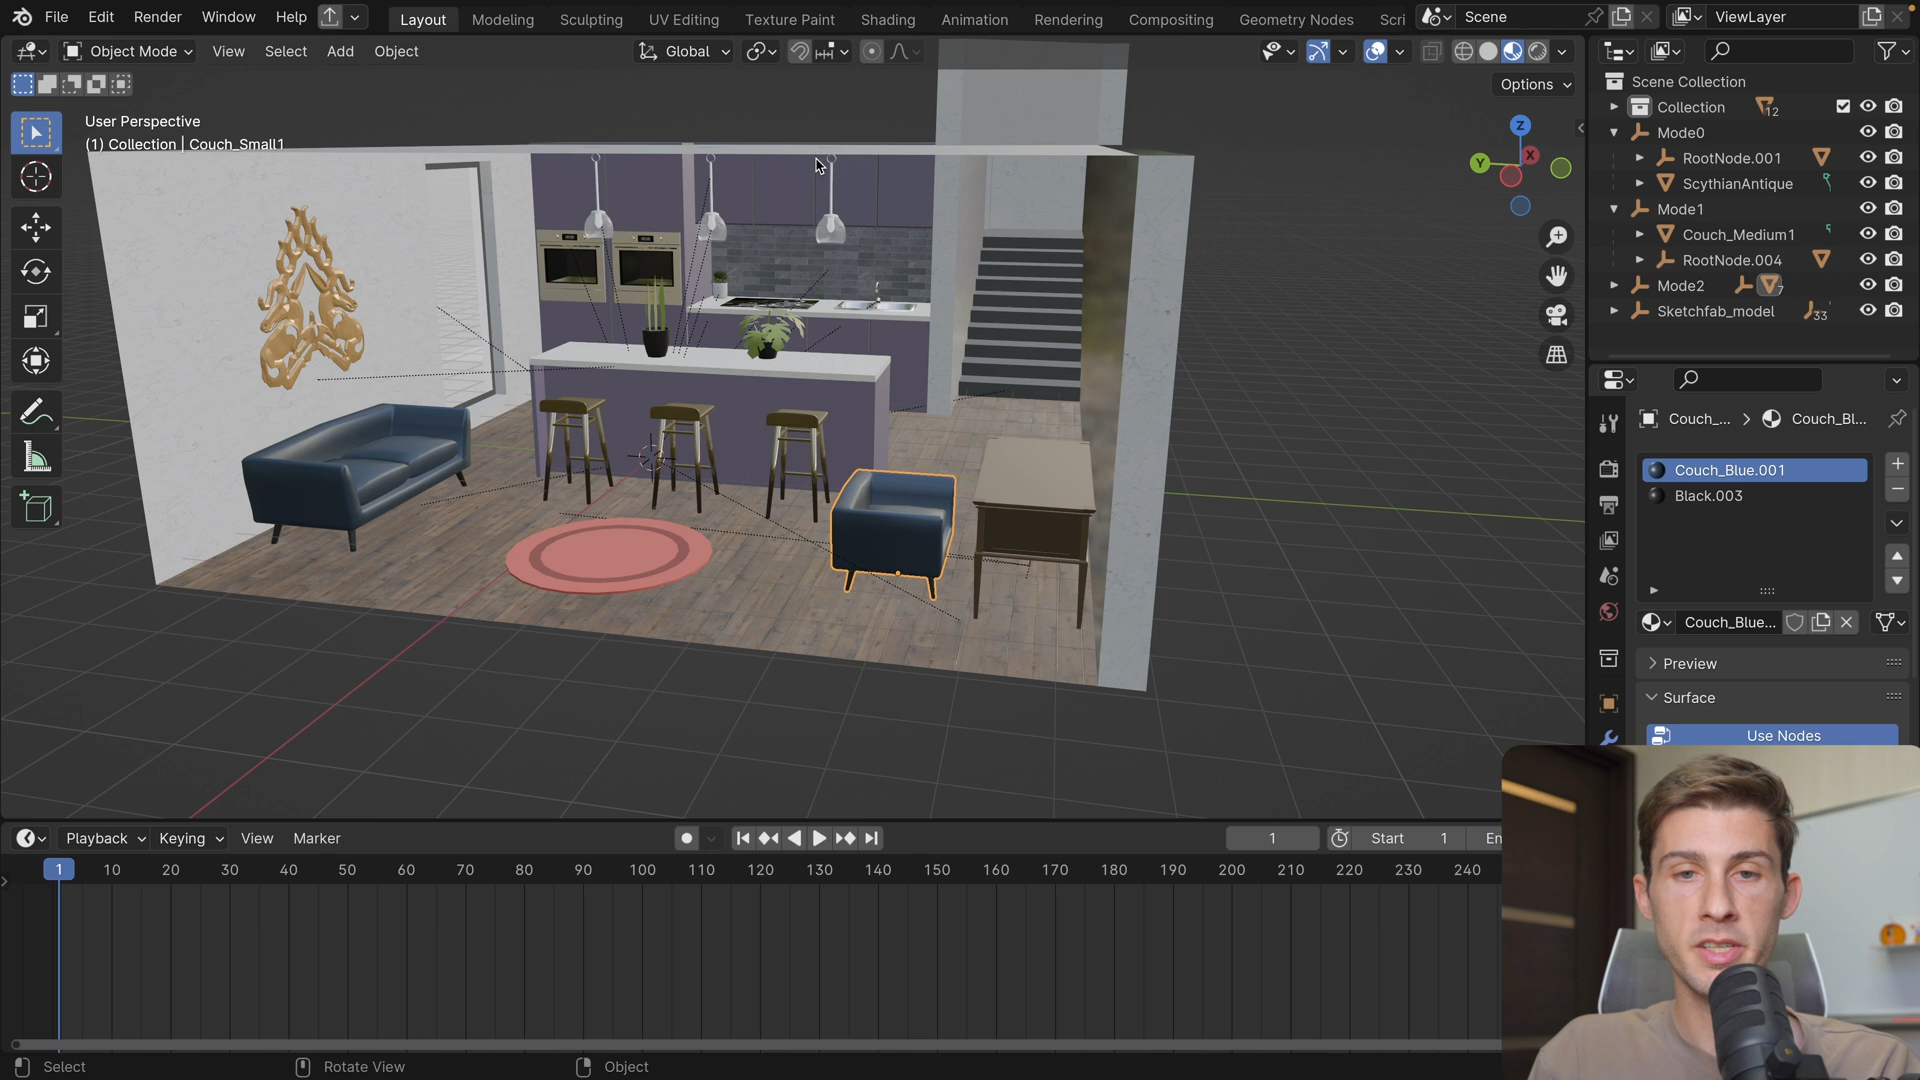 File Edit Render Window Help
Layout Modeling Sculpting UV Editing Texture Paint Shading Animation Rendering Compositing Geometry Nodes Scri
Scene
ViewLayer
Object Mode View Select Add Object
Global
Options
User Perspective
(1) Collection | Couch_Small1
Z
Y
X
Scene Collection
Collection 12
Mode0
RootNode.001
ScythianAntique
Mode1
Couch_Medium1
RootNode.004
Mode2 7
Sketchfab_model 33
Couch_... > Couch_Bl...
Couch_Blue.001
Black.003
Couch_Blue...
Preview
Surface
Use Nodes
Playback Keying View Marker
1 Start 1 En
1 10 20 30 40 50 60 70 80 90 100 110 120 130 140 150 160 170 180 190 200 210 220 230 240
Select Rotate View Object